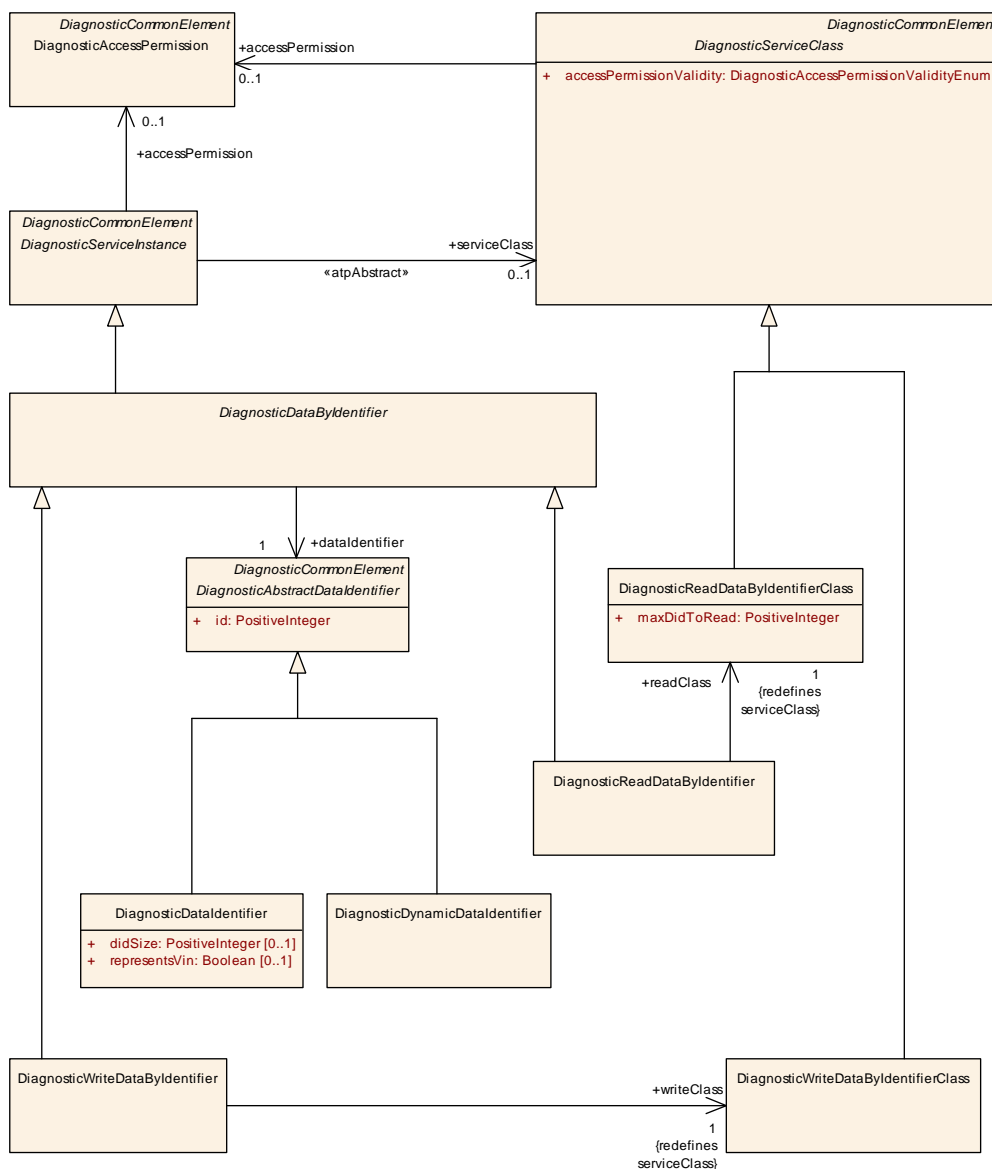 DiagnosticCommonElement
DiagnosticAccessPermission
+accessPermission
0..1
DiagnosticCommonElemen
DiagnosticServiceClass
+ accessPermissionValidity: DiagnosticAccessPermissionValidityEnum
0..1
+accessPermission
DiagnosticCommonElement
DiagnosticServiceInstance
+serviceClass
«atpAbstract»
0..1
DiagnosticDataByIdentifier
1
+dataIdentifier
DiagnosticCommonElement
DiagnosticAbstractDataIdentifier
+ id: PositiveInteger
DiagnosticReadDataByIdentifierClass
+ maxDidToRead: PositiveInteger
+readClass
1
{redefines
serviceClass}
DiagnosticReadDataByIdentifier
DiagnosticDataIdentifier
+ didSize: PositiveInteger [0..1]
+ representsVin: Boolean [0..1]
DiagnosticDynamicDataIdentifier
DiagnosticWriteDataByIdentifier
+writeClass
1
{redefines
serviceClass}
DiagnosticWriteDataByIdentifierClass